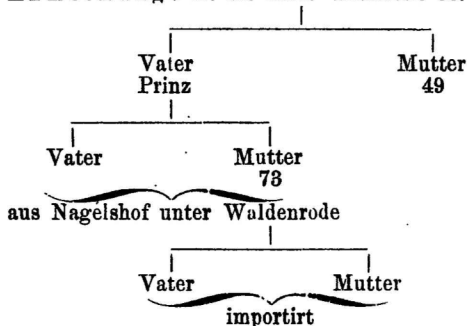 Vater Mutter
Prinz 49
Vater Mutter
73
aus Nagelshof unter Waldenrode
Vater Mutter
importirt